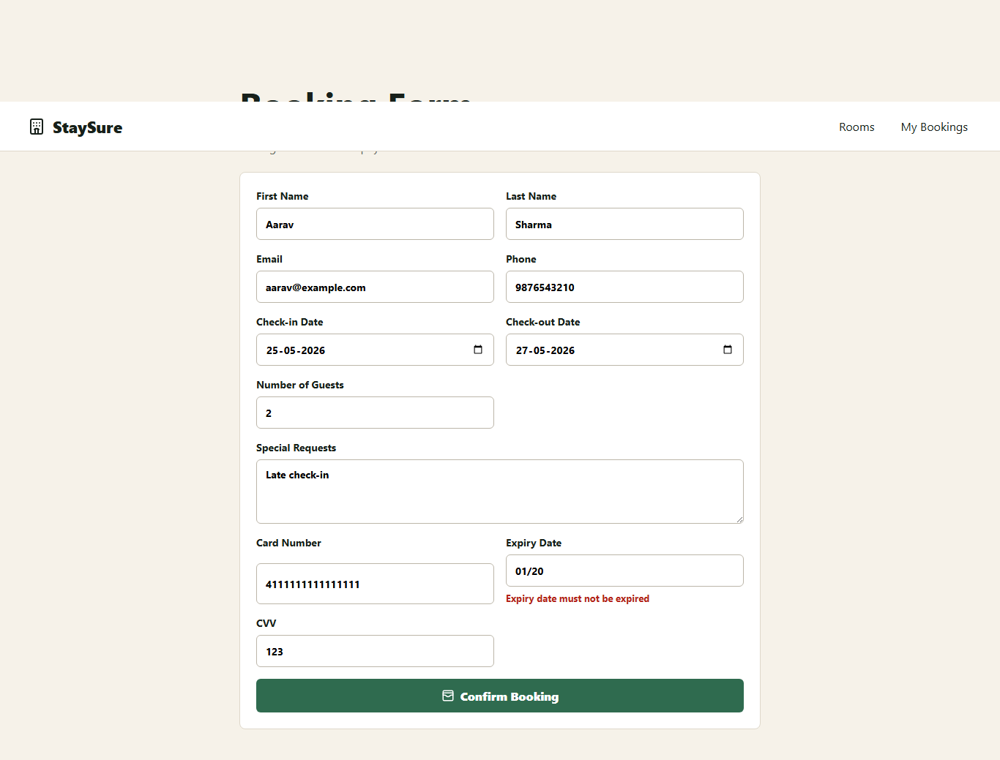 Booking Form
StaySure
Rooms
My Bookings
First Name
Last Name
Aarav
Sharma
Email
Phone
aarav@example.com
9876543210
Check-in Date
Check-out Date
25-05-2026
27-05-2026
Number of Guests
2
Special Requests
Late check-in
Card Number
Expiry Date
4111111111111111
01/20
Expiry date must not be expired
CVV
123
Confirm Booking